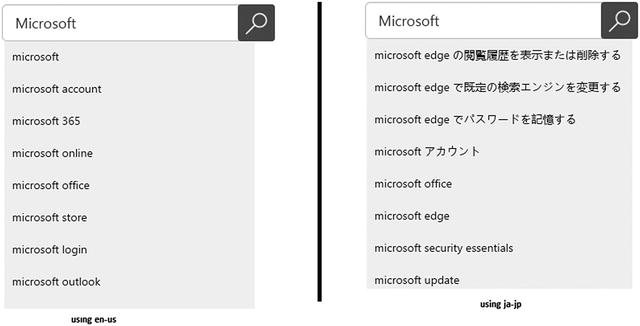 Microsoft
microsoft
microsoft account
microsoft 365
microsoft online
microsoft office
microsoft store
microsoft login
microsoft outlook
using en-us
Microsoft
microsoft edge の閲覧履歴を表示または削除する
microsoft edge で既定の検索エンジンを変更する
microsoft edge でパスワードを記憶する
microsoft アカウント
microsoft office
microsoft edge
microsoft security essentials
microsoft update
using ja-jp